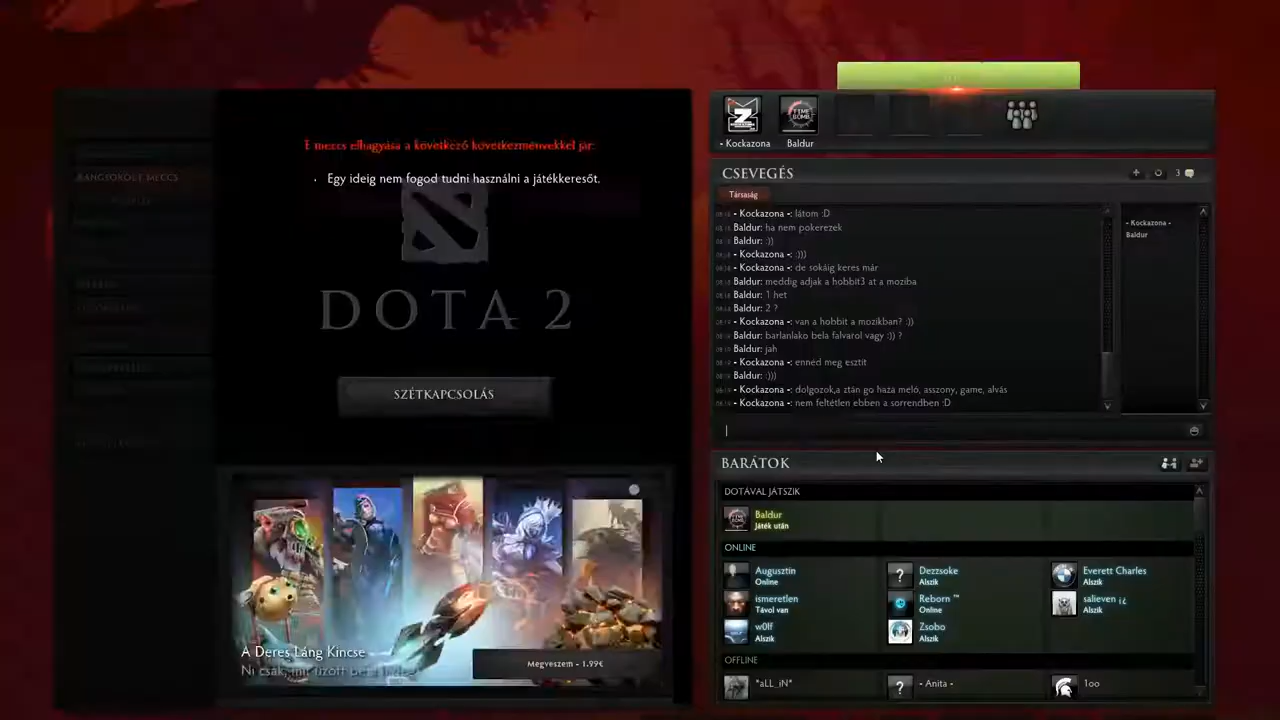 E meccs elhagyása a következő következményekkel jár:
• Egy ideig nem fogod tudni használni a játékkeresőt.
DOTA 2
SZÉTKAPCSOLÁS
RANGSOROLT MECCS
A Deres Láng Kincse
Megveszem - 1.99€
- Kockazona
Baldur
CSEVEGÉS
3
Társaság
- Kockazona -: látom :D
Baldur: ha nem pokerezek
Baldur: :))
- Kockazona -: :)))
- Kockazona -: de sokáig keres már
Baldur: meddig adjak a hobbit3 at a moziba
Baldur: 1 het
Baldur: 2 ?
- Kockazona -: van a hobbit a mozikban? :))
Baldur: barlanlako bela falvarol vagy :)) ?
Baldur: jah
- Kockazona -: ennéd meg esztit
Baldur: :)))
- Kockazona -: dolgozok,a ztán go haza meló, asszony, game, alvás
- Kockazona -: nem feltétlen ebben a sorrendben :D
- Kockazona -
Baldur
BARÁTOK
DOTÁVAL JÁTSZIK
Baldur
Játék után
ONLINE
Augusztin
Online
Dezzsoke
Alszik
Everett Charles
Alszik
ismeretlen
Távol van
Reborn ™
Online
salieven ¡¿
Alszik
w0lf
Alszik
Zsobo
Alszik
OFFLINE
*aLL_iN*
- Anita -
1oo